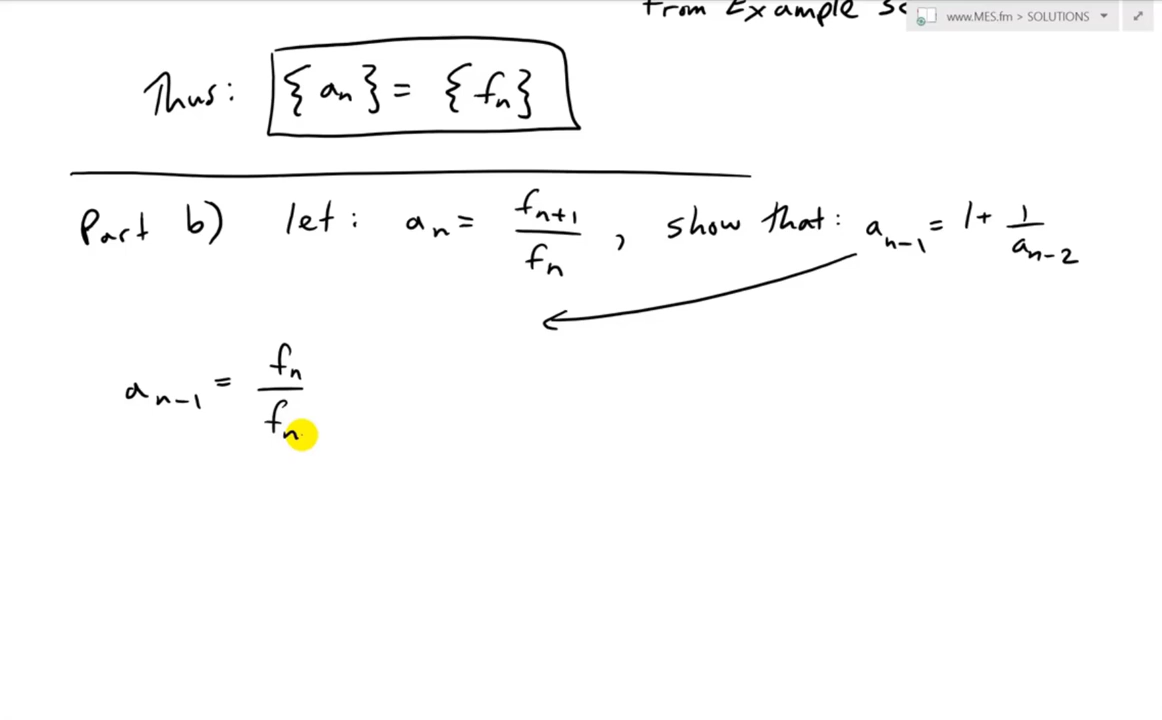 from Example
www.MES.fm > SOLUTIONS
Thus: {aₙ} = {fₙ}
Part b) let: aₙ = fₙ₊₁/fₙ , show that: aₙ₋₁ = 1 + 1/aₙ₋₂
aₙ₋₁ = fₙ/fₙ